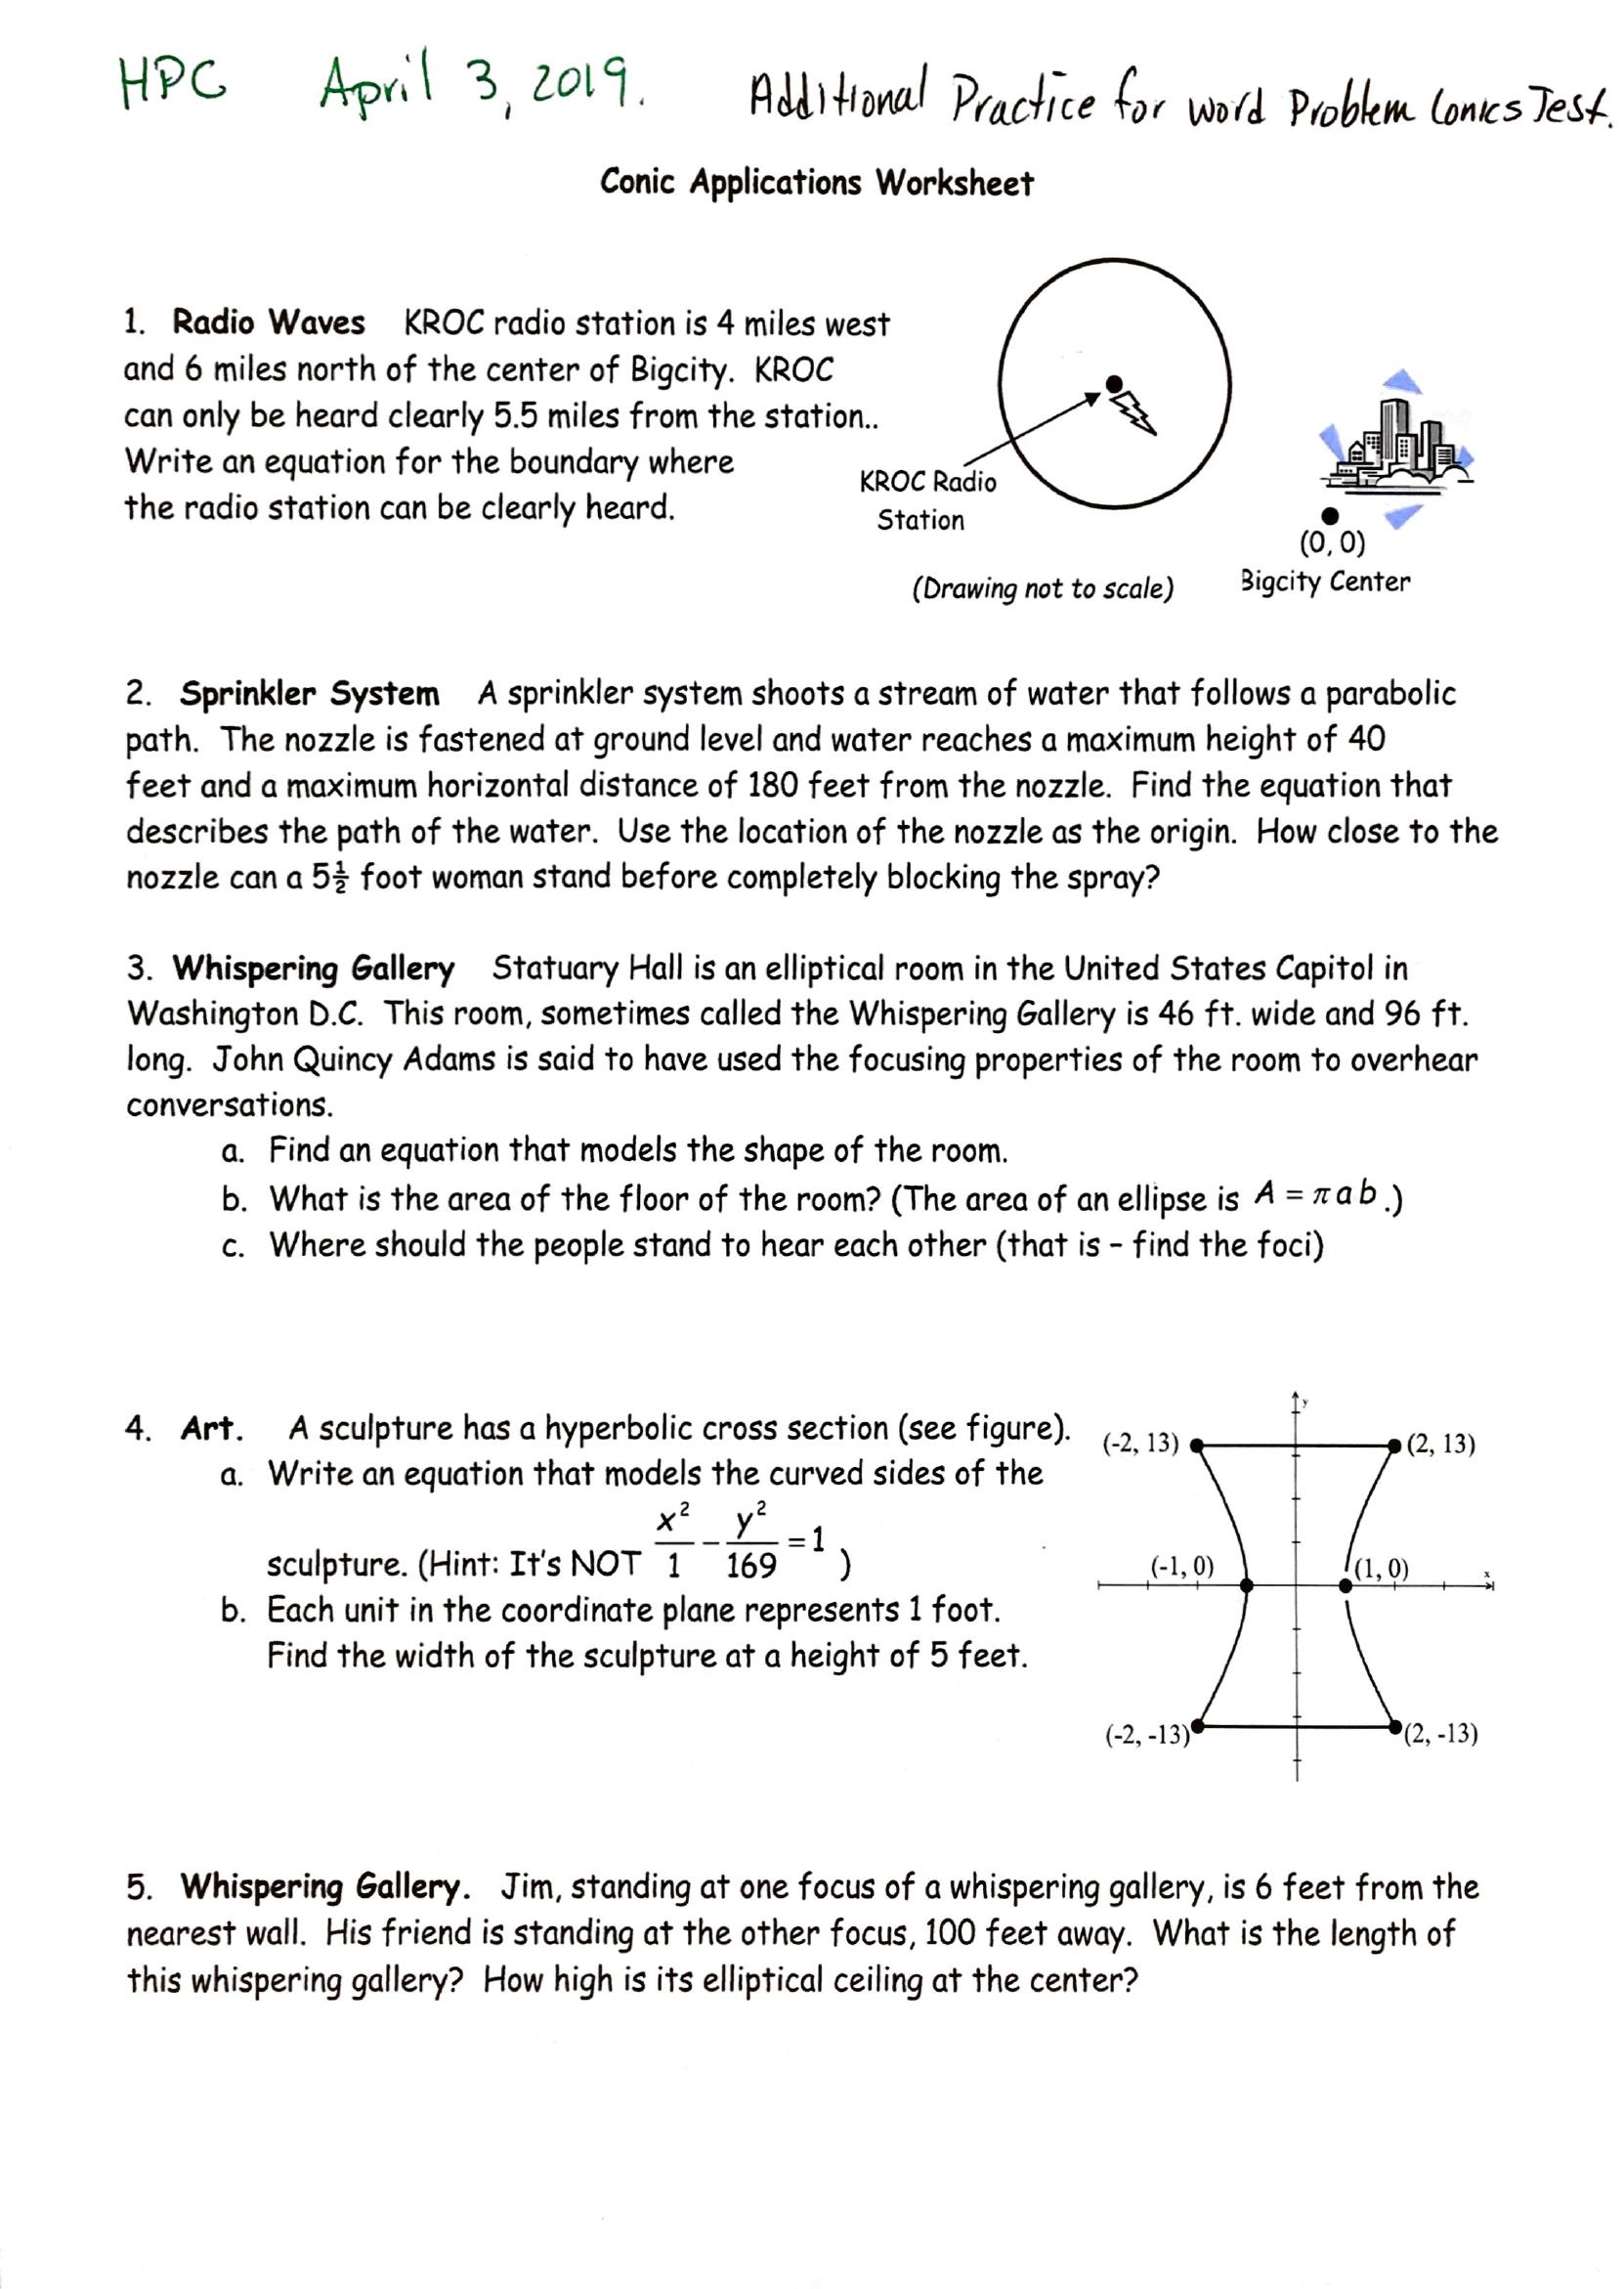 HPC April 3, 2019. Additional Practice for Word Problem Conics Test.
Conic Applications Worksheet
1. Radio Waves KROC radio station is 4 miles west
and 6 miles north of the center of Bigcity. KROC
can only be heard clearly 5.5 miles from the station..
Write an equation for the boundary where
the radio station can be clearly heard.
KROC Radio
Station
(0, 0)
(Drawing not to scale)
Bigcity Center
2. Sprinkler System A sprinkler system shoots a stream of water that follows a parabolic
path. The nozzle is fastened at ground level and water reaches a maximum height of 40
feet and a maximum horizontal distance of 180 feet from the nozzle. Find the equation that
describes the path of the water. Use the location of the nozzle as the origin. How close to the
nozzle can a 5½ foot woman stand before completely blocking the spray?
3. Whispering Gallery Statuary Hall is an elliptical room in the United States Capitol in
Washington D.C. This room, sometimes called the Whispering Gallery is 46 ft. wide and 96 ft.
long. John Quincy Adams is said to have used the focusing properties of the room to overhear
conversations.
a. Find an equation that models the shape of the room.
b. What is the area of the floor of the room? (The area of an ellipse is A = πab.)
c. Where should the people stand to hear each other (that is – find the foci)
4. Art. A sculpture has a hyperbolic cross section (see figure).
a. Write an equation that models the curved sides of the
sculpture. (Hint: It's NOT x²/1 − y²/169 = 1 )
b. Each unit in the coordinate plane represents 1 foot.
Find the width of the sculpture at a height of 5 feet.
y
(-2, 13)
(2, 13)
(-1, 0)
(1, 0)
x
(-2, -13)
(2, -13)
5. Whispering Gallery. Jim, standing at one focus of a whispering gallery, is 6 feet from the
nearest wall. His friend is standing at the other focus, 100 feet away. What is the length of
this whispering gallery? How high is its elliptical ceiling at the center?